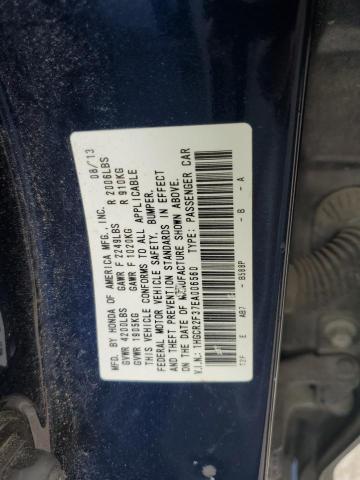 MFD. BY HONDA OF AMERICA MFG., INC. 08/13
GVWR 4200LBS GAWR F 2249LBS R 2006LBS
GVWR 1905KG GAWR F 1020KG R 910KG
THIS VEHICLE CONFORMS TO ALL APPLICABLE
FEDERAL MOTOR VEHICLE SAFETY, BUMPER,
AND THEFT PREVENTION STANDARDS IN EFFECT
ON THE DATE OF MANUFACTURE SHOWN ABOVE.
V.I.N.: 1HGCR2F37EA006560 TYPE: PASSENGER CAR
12F E AB7 - B588P - B - A